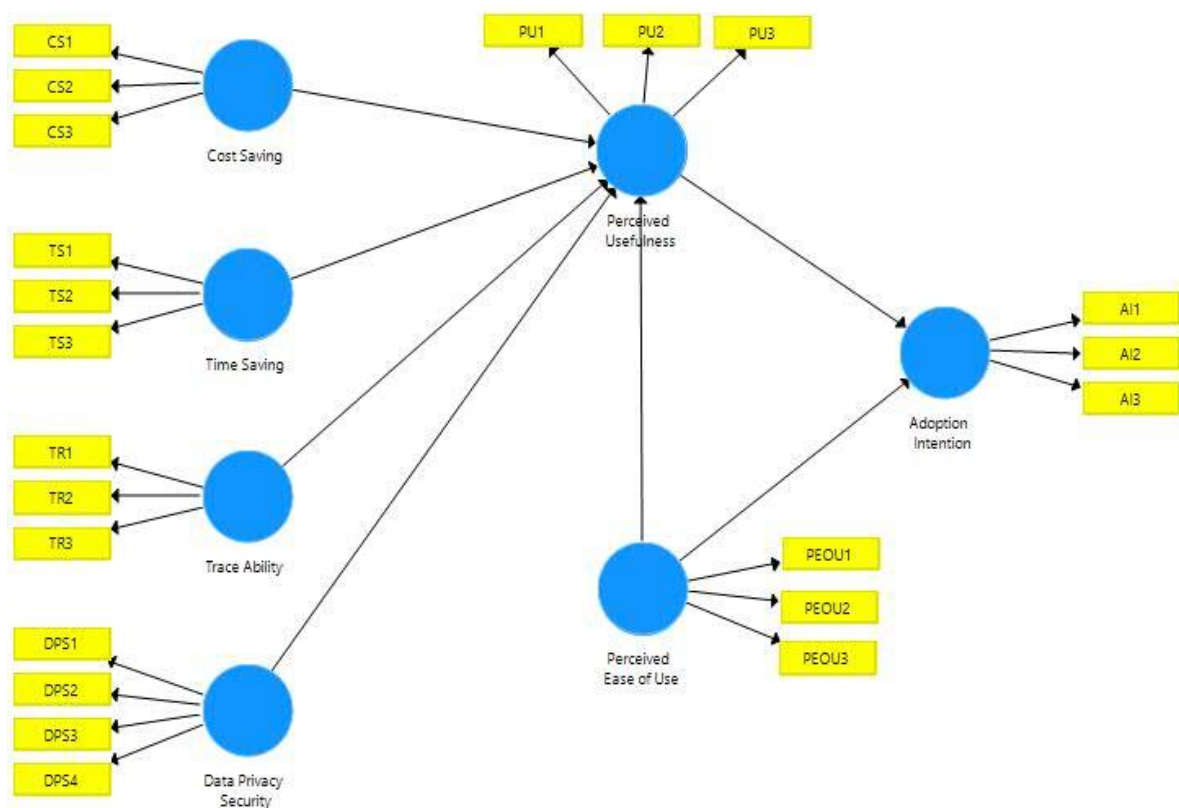 CS1
CS2
CS3
Cost Saving
PU1
PU2
PU3
Perceived
Usefulness
TS1
TS2
TS3
Time Saving
AI1
AI2
AI3
Adoption
Intention
TR1
TR2
TR3
Trace Ability
PEOU1
PEOU2
PEOU3
Perceived
Ease of Use
DPS1
DPS2
DPS3
DPS4
Data Privacy
Security